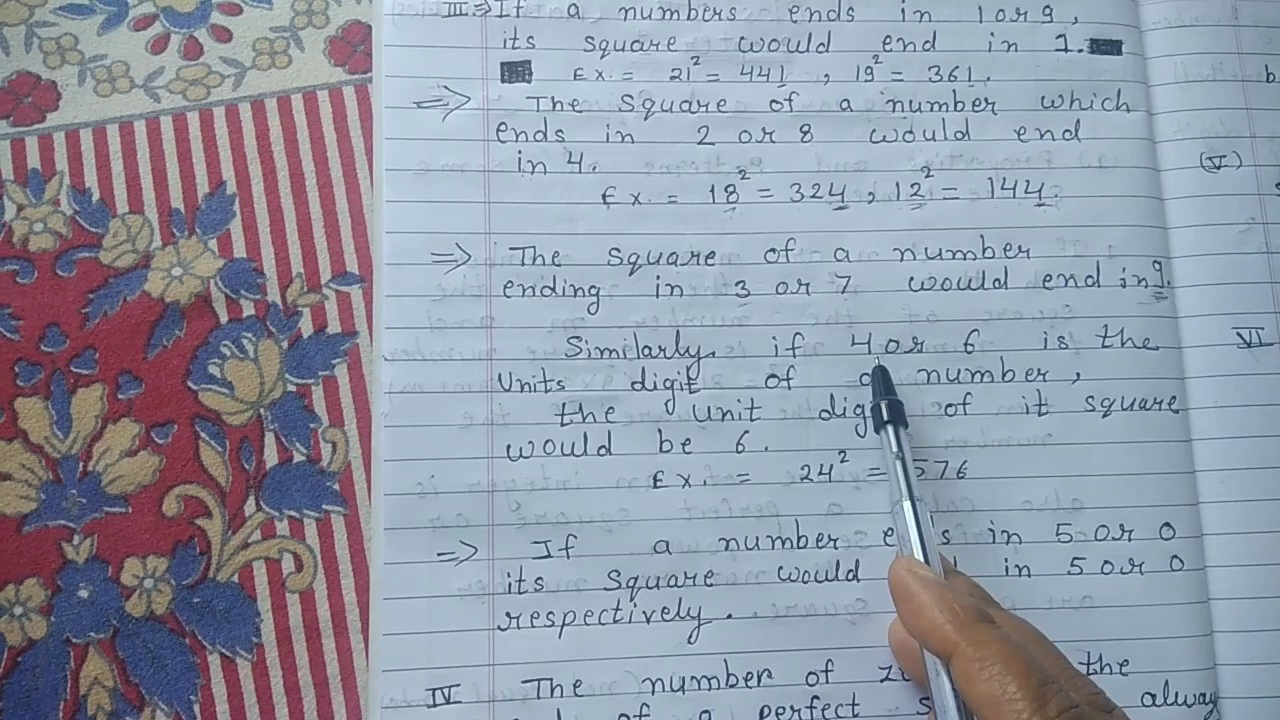 III ⇒ If a numbers ends in 1 or 9,
its square would end in 1.
Ex. = 21² = 441 , 19² = 361.
⇒ The square of a number which
ends in 2 or 8 would end
in 4.
Ex. = 18² = 324 , 12² = 144.
⇒ The square of a number
ending in 3 or 7 would end in 9.
Similarly, if 4 or 6 is the
Units digit of a number,
the unit dig of it square
would be 6.
Ex. = 24² = 576
⇒ If a number in 5 or 0
its square would in 5 or 0
respectively.
IV The number of the
of a perfect alway
(V)
VI
b